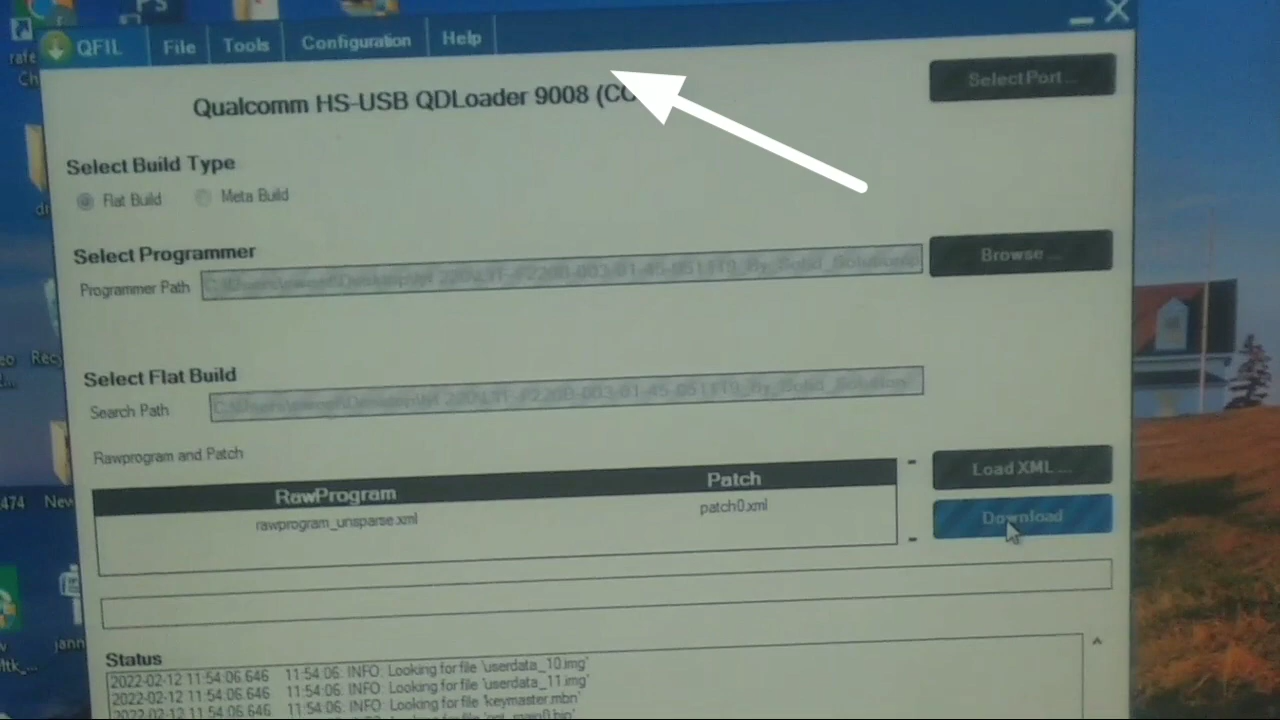 QFIL File Tools Configuration Help
Qualcomm HS-USB QDLoader 9008 (CO
Select Port ...
Select Build Type
Flat Build Meta Build
Select Programmer
Programmer Path
Browse ...
Select Flat Build
Search Path
Rawprogram and Patch
Load XML ...
RawProgram Patch
rawprogram_unsparse.xml patch0.xml
Download
Status
2022-02-12 11:54:06.646 11:54:06: INFO: Looking for file 'userdata_10.img'
2022-02-12 11:54:06.646 11:54:06: INFO: Looking for file 'userdata_11.img'
2022-02-12 11:54:06.646 11:54:06: INFO: Looking for file 'keymaster.mbn'
474 New